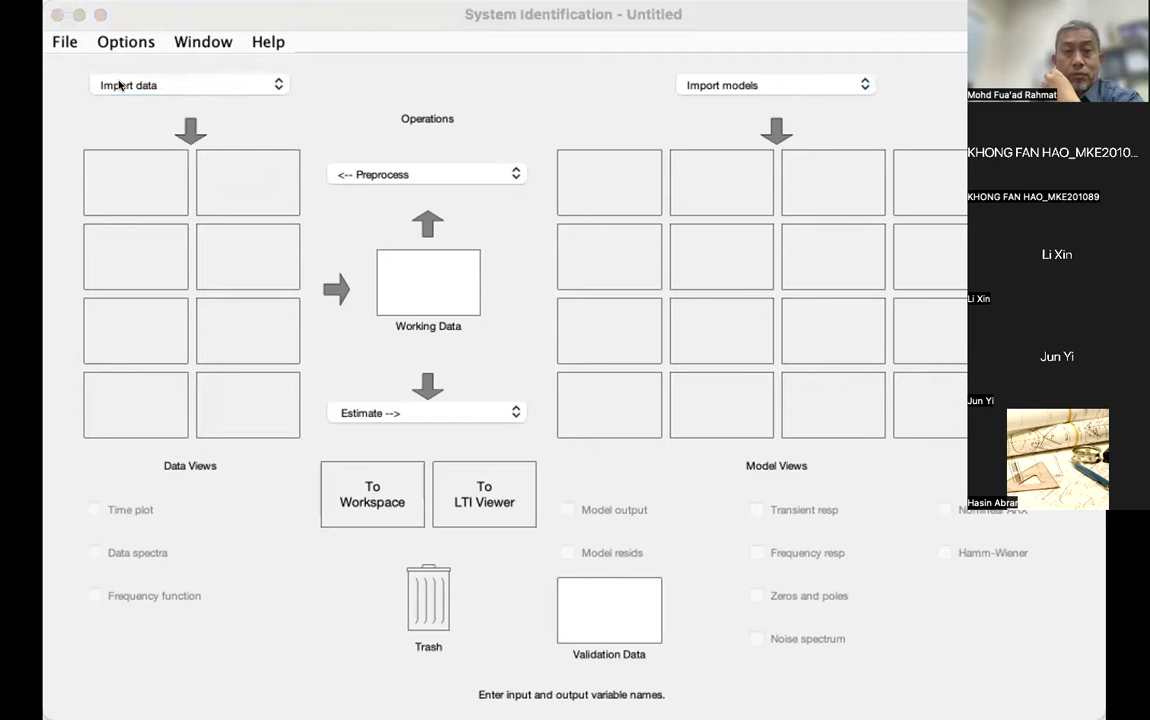 System Identification - Untitled
File Options Window Help
Import data
Import models
Operations
<-- Preprocess
Working Data
Estimate -->
Data Views
Model Views
To Workspace
To LTI Viewer
Time plot
Data spectra
Frequency function
Model output
Model resids
Transient resp
Frequency resp
Zeros and poles
Noise spectrum
Nonlinear ARX
Hamm-Wiener
Trash
Validation Data
Enter input and output variable names.
Mohd Fua'ad Rahmat
KHONG FAN HAO_MKE2010...
KHONG FAN HAO_MKE201089
Li Xin
Li Xin
Jun Yi
Jun Yi
Hasin Abrar